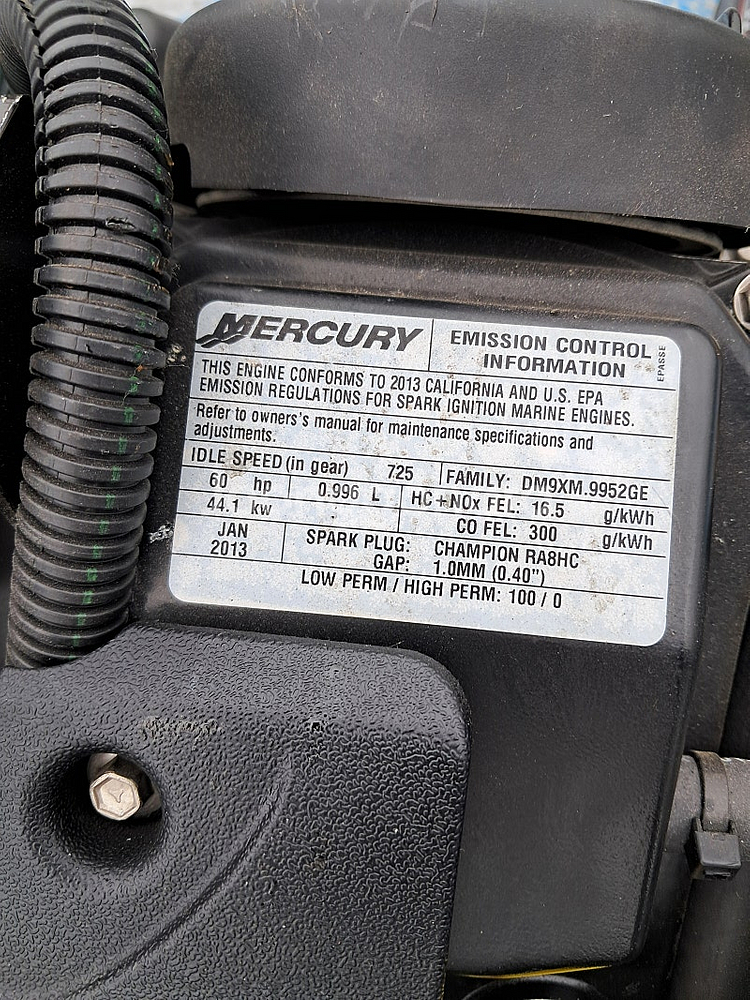 MERCURY
EMISSION CONTROL
INFORMATION
EPASSE
THIS ENGINE CONFORMS TO 2013 CALIFORNIA AND U.S. EPA
EMISSION REGULATIONS FOR SPARK IGNITION MARINE ENGINES.
Refer to owners's manual for maintenance specifications and
adjustments.
IDLE SPEED (in gear) 725
FAMILY: DM9XM.9952GE
60 hp
0.996 L
HC+NOx FEL: 16.5 g/kWh
44.1 kw
CO FEL: 300 g/kWh
JAN
2013
SPARK PLUG: CHAMPION RA8HC
GAP: 1.0MM (0.40")
LOW PERM / HIGH PERM: 100 / 0